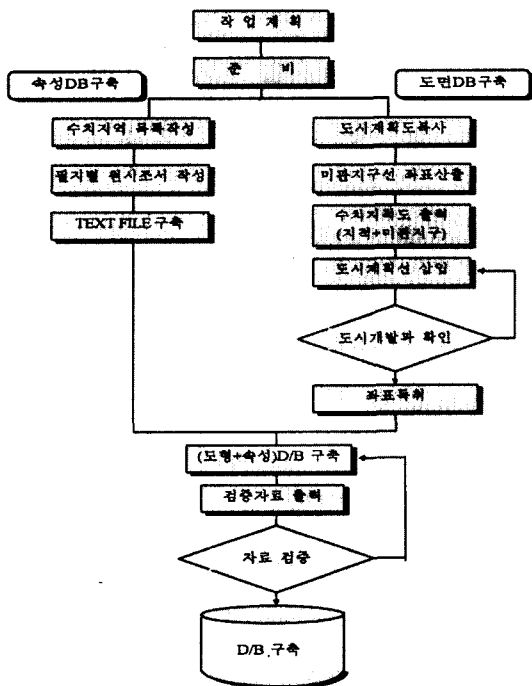 작 업 계 획
준 비
속성DB구축
도면DB구축
수치지역 목록작성
도시계획도복사
필지별 원시조서 작성
미관지구선 좌표산출
TEXT FILE 구축
수치지적도 출력
(지적+미관지구)
도시계획선 삽입
도시개발과 확인
좌표독취
(도형+속성)D/B 구축
검증자료 출력
자료 검증
D/B 구축